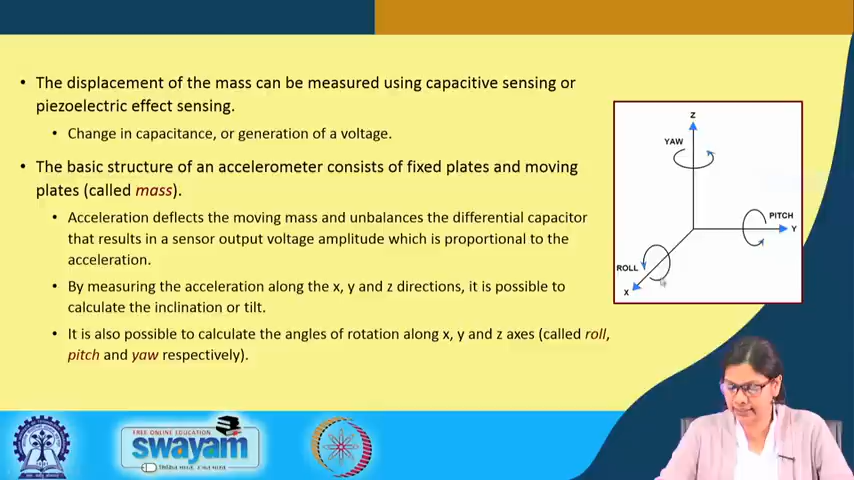 • The displacement of the mass can be measured using capacitive sensing or
piezoelectric effect sensing.
• Change in capacitance, or generation of a voltage.
• The basic structure of an accelerometer consists of fixed plates and moving
plates (called mass).
• Acceleration deflects the moving mass and unbalances the differential capacitor
that results in a sensor output voltage amplitude which is proportional to the
acceleration.
• By measuring the acceleration along the x, y and z directions, it is possible to
calculate the inclination or tilt.
• It is also possible to calculate the angles of rotation along x, y and z axes (called roll,
pitch and yaw respectively).
Z
YAW
PITCH
Y
ROLL
X
FREE ONLINE EDUCATION
swayam